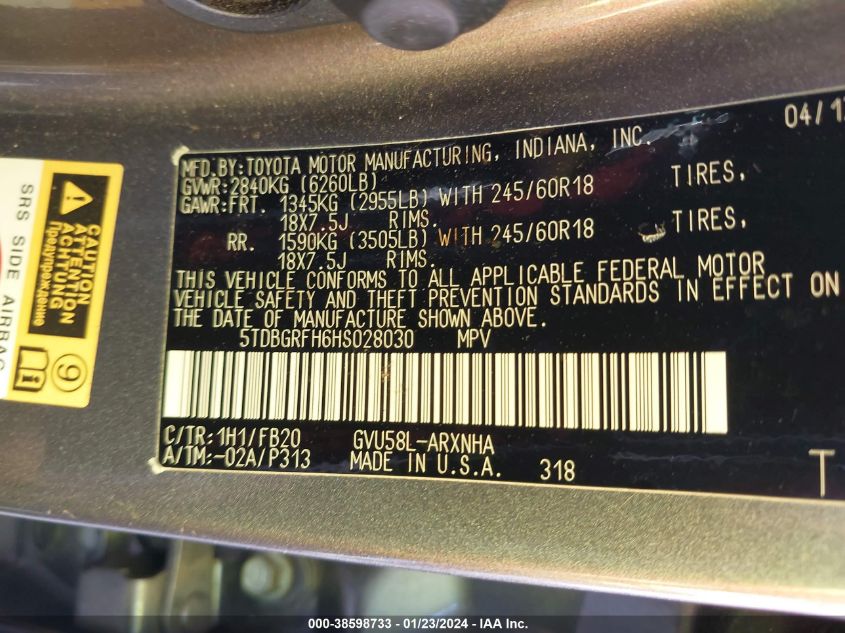 04/1
MFD.BY:TOYOTA MOTOR MANUFACTURING, INDIANA, INC.
GVWR:2840KG (6260LB)
GAWR:FRT. 1345KG (2955LB) WITH 245/60R18 TIRES,
18X7.5J RIMS.
RR. 1590KG (3505LB) WITH 245/60R18 TIRES,
18X7.5J RIMS.
THIS VEHICLE CONFORMS TO ALL APPLICABLE FEDERAL MOTOR
VEHICLE SAFETY AND THEFT PREVENTION STANDARDS IN EFFECT ON
THE DATE OF MANUFACTURE SHOWN ABOVE.
5TDBGRFH6HS028030 MPV
C/TR:1H1/FB20 GVU58L-ARXNHA
A/TM:-02A/P313 MADE IN U.S.A. 318
T
SRS SIDE AIRBAG
CAUTION
ATTENTION
ACHTUNG
Предупреждение
9
000-38598733 - 01/23/2024 - IAA Inc.